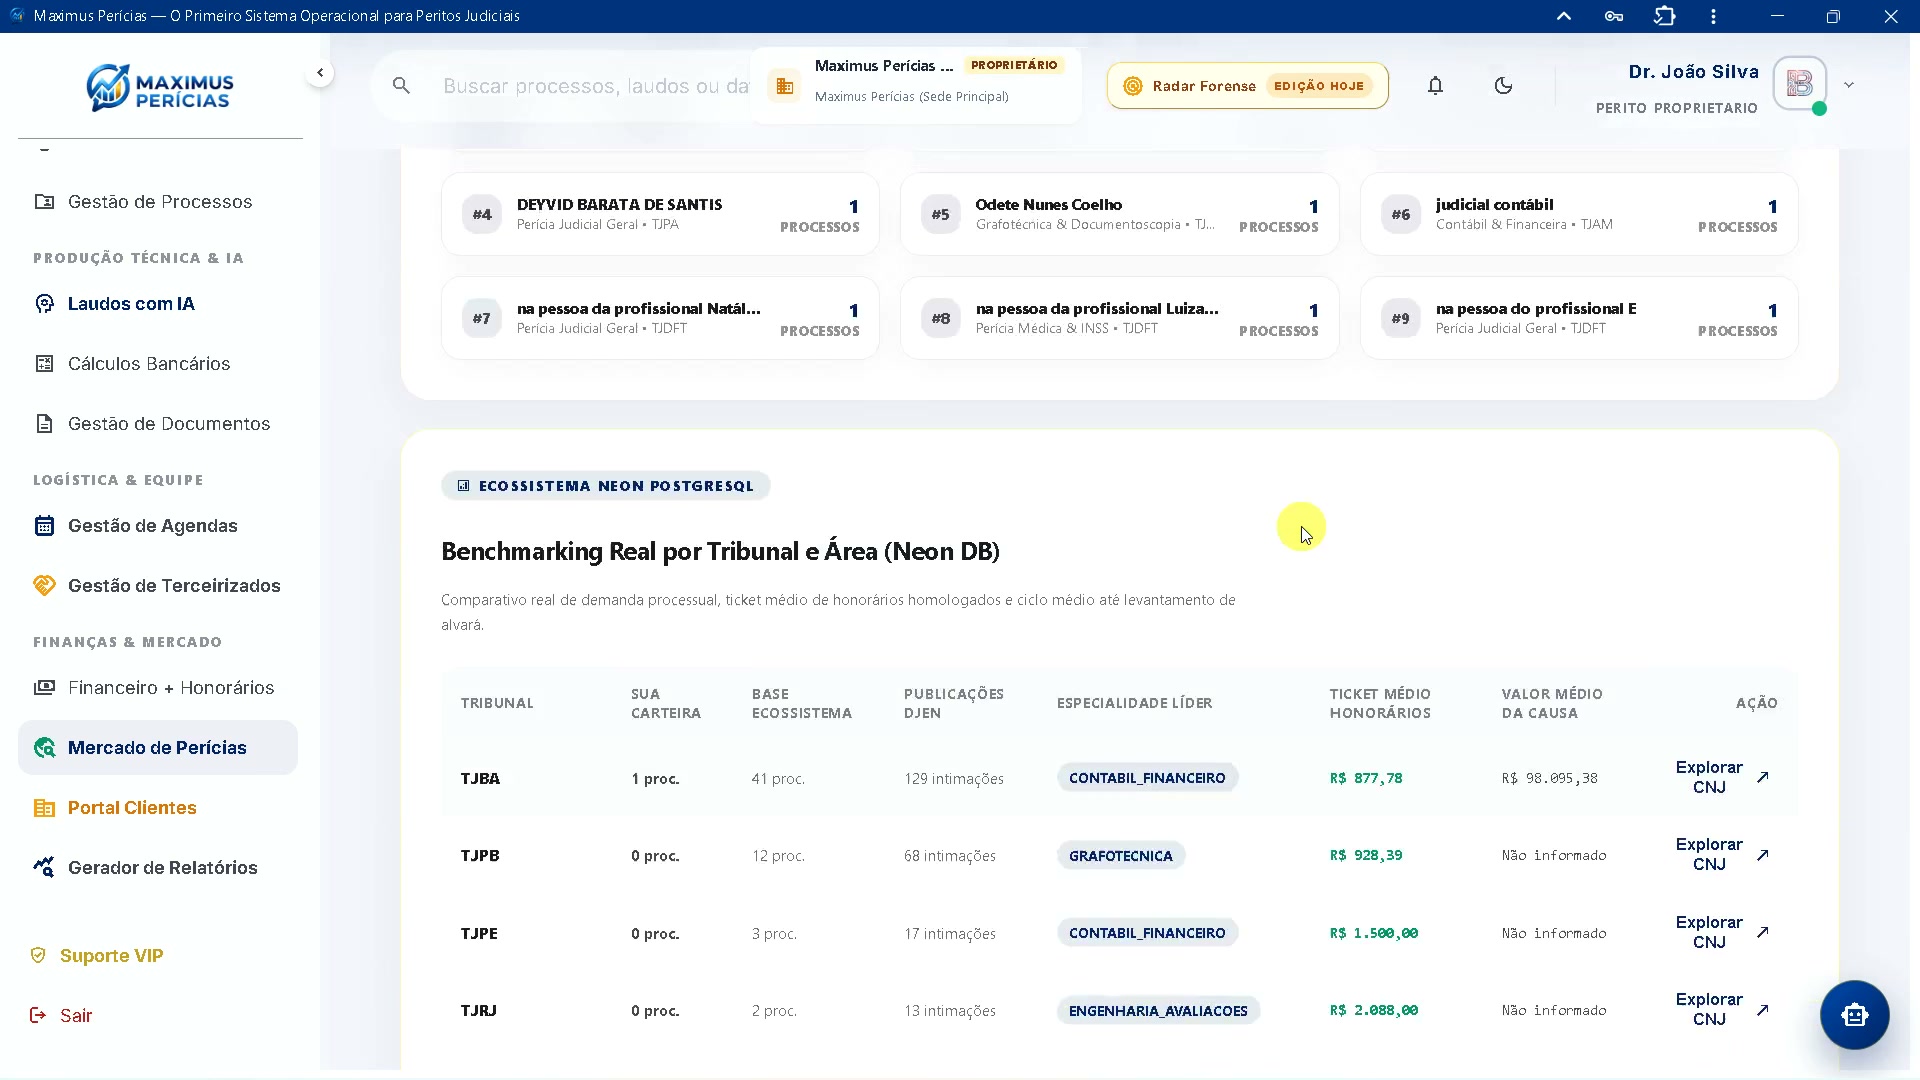 Maximus Perícias — O Primeiro Sistema Operacional para Peritos Judiciais
MAXIMUS
PERÍCIAS
Buscar processos, laudos ou da
Maximus Perícias ...
PROPRIETÁRIO
Maximus Perícias (Sede Principal)
Radar Forense
EDIÇÃO HOJE
Dr. João Silva
PERITO PROPRIETARIO
Gestão de Processos
PRODUÇÃO TÉCNICA & IA
Laudos com IA
Cálculos Bancários
Gestão de Documentos
LOGÍSTICA & EQUIPE
Gestão de Agendas
Gestão de Terceirizados
FINANÇAS & MERCADO
Financeiro + Honorários
Mercado de Perícias
Portal Clientes
Gerador de Relatórios
Suporte VIP
Sair
#4
DEYVID BARATA DE SANTIS
Perícia Judicial Geral • TJPA
1
PROCESSOS
#5
Odete Nunes Coelho
Grafotécnica & Documentoscopia • TJ...
1
PROCESSOS
#6
judicial contábil
Contábil & Financeira • TJAM
1
PROCESSOS
#7
na pessoa da profissional Natál...
Perícia Judicial Geral • TJDFT
1
PROCESSOS
#8
na pessoa da profissional Luiza...
Perícia Médica & INSS • TJDFT
1
PROCESSOS
#9
na pessoa do profissional E
Perícia Judicial Geral • TJDFT
1
PROCESSOS
ECOSSISTEMA NEON POSTGRESQL
Benchmarking Real por Tribunal e Área (Neon DB)
Comparativo real de demanda processual, ticket médio de honorários homologados e ciclo médio até levantamento de
alvará.
TRIBUNAL
SUA
CARTEIRA
BASE
ECOSSISTEMA
PUBLICAÇÕES
DJEN
ESPECIALIDADE LÍDER
TICKET MÉDIO
HONORÁRIOS
VALOR MÉDIO
DA CAUSA
AÇÃO
TJBA
1 proc.
41 proc.
129 intimações
CONTABIL_FINANCEIRO
R$ 877,78
R$ 98.095,38
Explorar
CNJ
TJPB
0 proc.
12 proc.
68 intimações
GRAFOTECNICA
R$ 928,39
Não informado
Explorar
CNJ
TJPE
0 proc.
3 proc.
17 intimações
CONTABIL_FINANCEIRO
R$ 1.500,00
Não informado
Explorar
CNJ
TJRJ
0 proc.
2 proc.
13 intimações
ENGENHARIA_AVALIACOES
R$ 2.088,00
Não informado
Explorar
CNJ